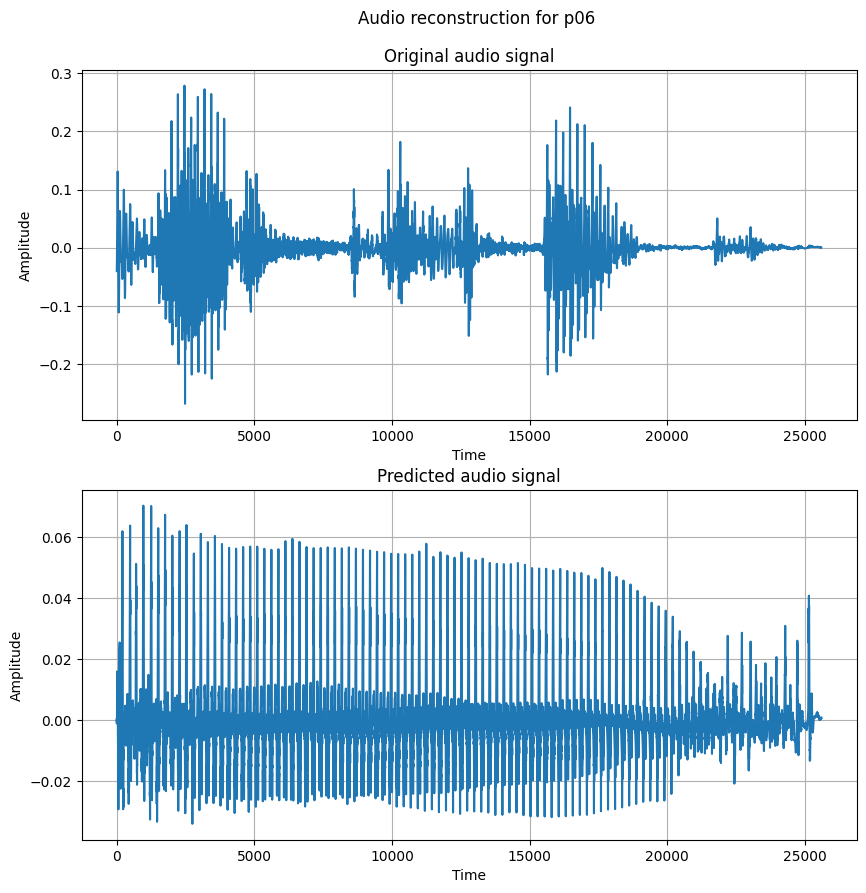 Audio reconstruction for p06
Original audio signal
0.3
0.2
0.1
0.0
−0.1
−0.2
Amplitude
0 5000 10000 15000 20000 25000
Time
Predicted audio signal
0.06
0.04
0.02
0.00
−0.02
Amplitude
0 5000 10000 15000 20000 25000
Time